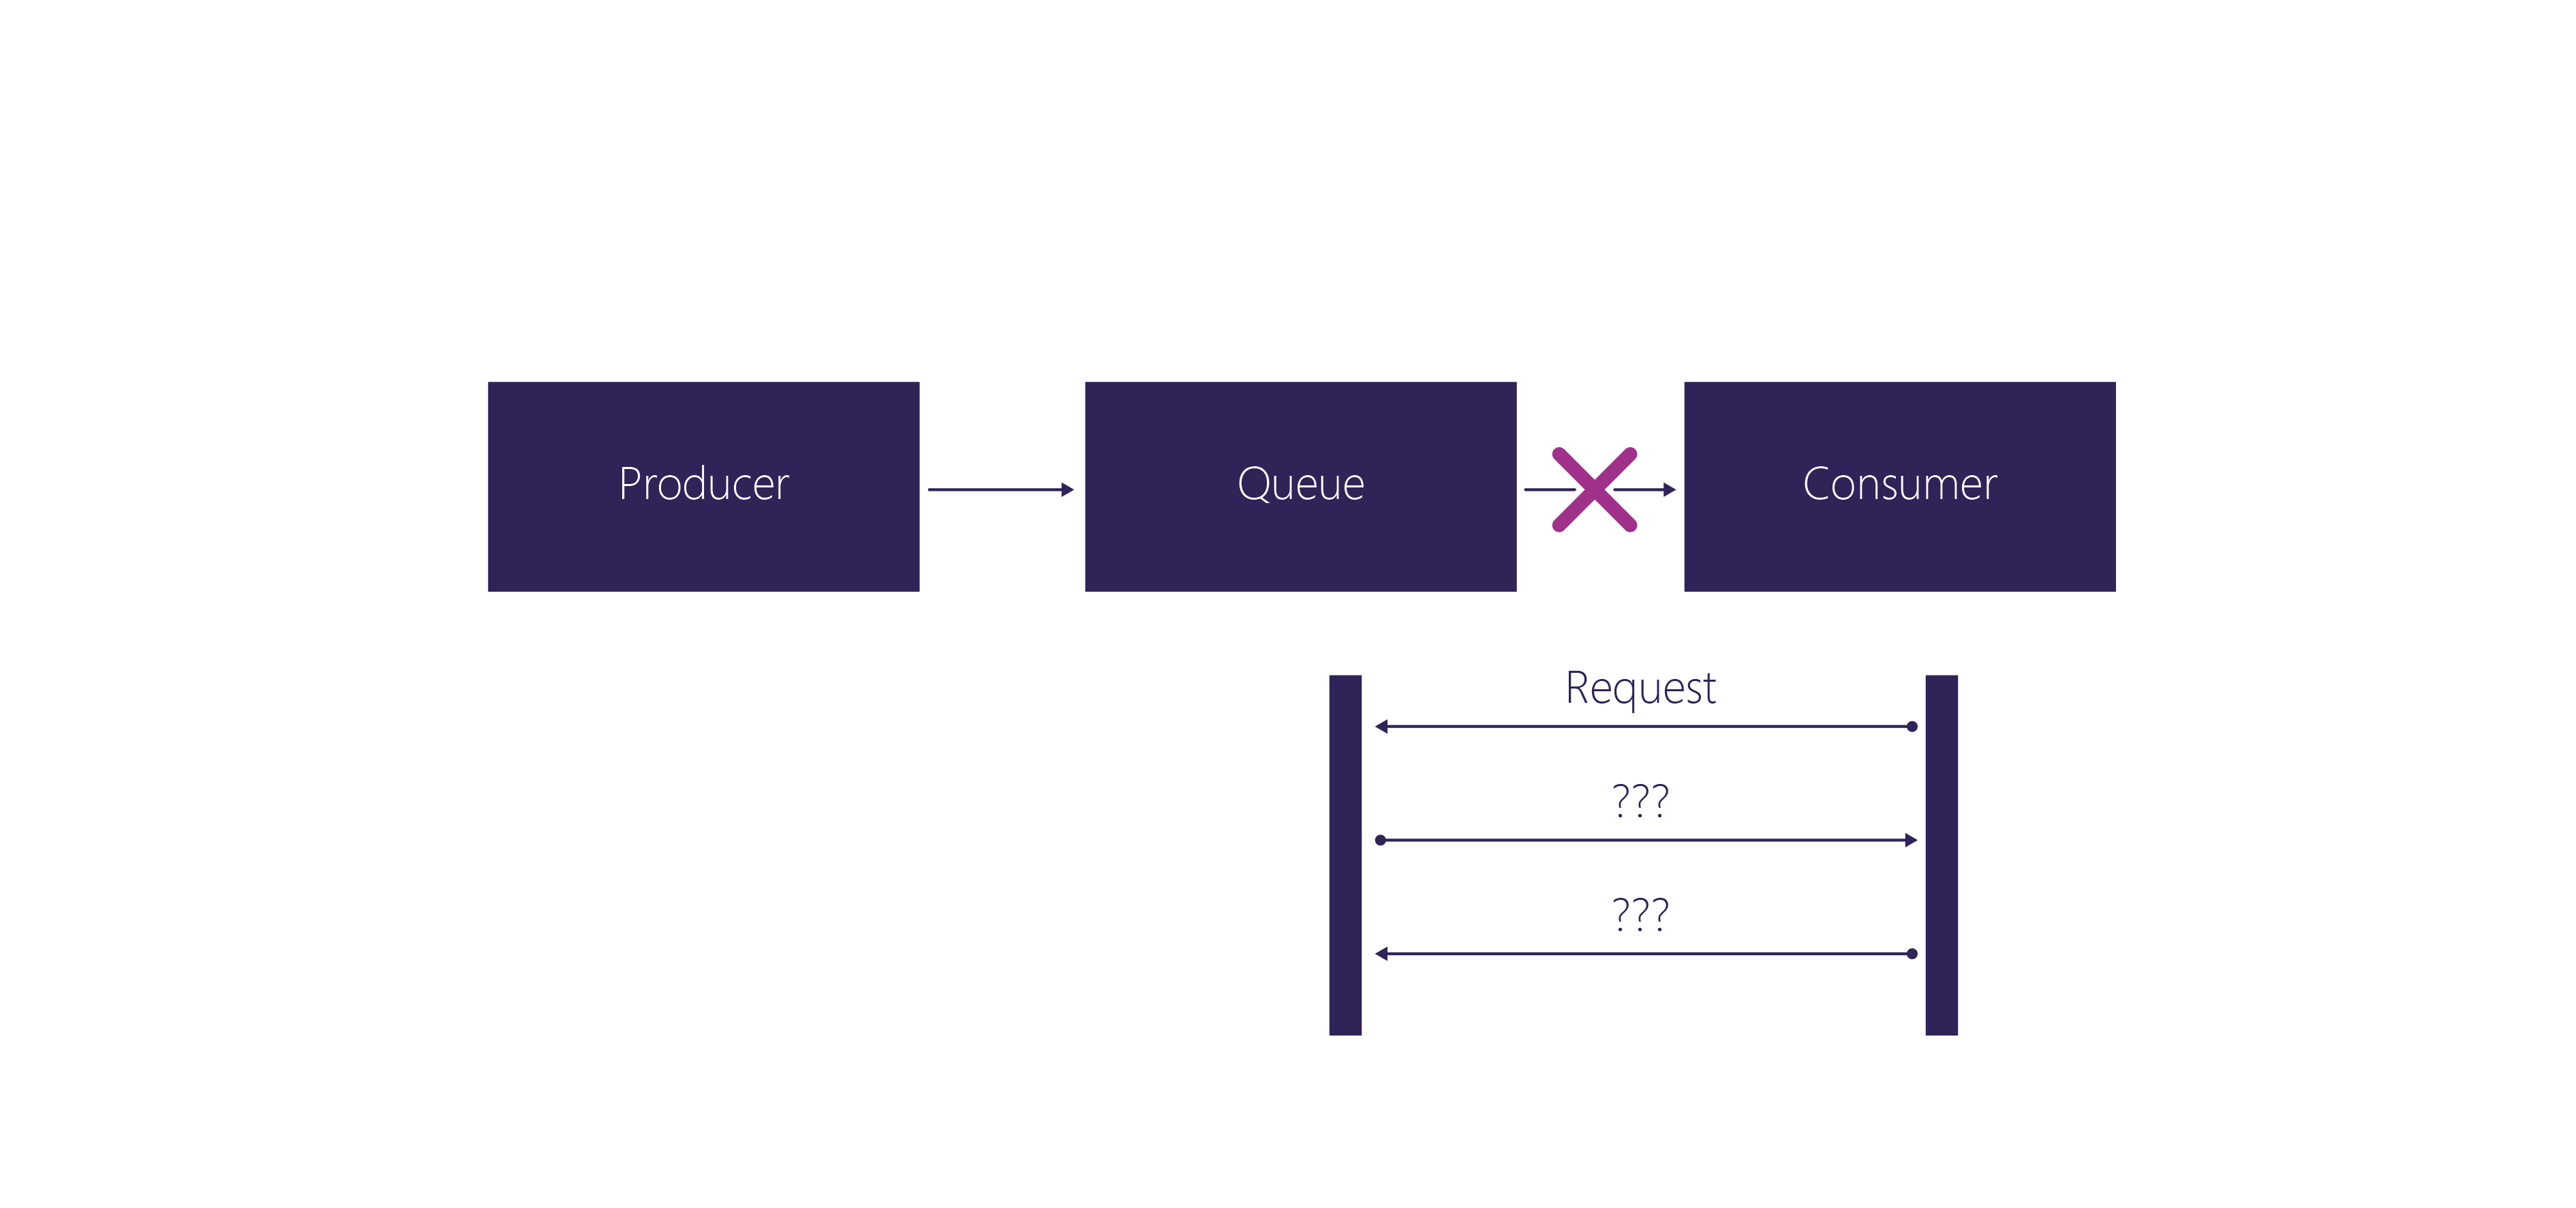 Producer
Queue
Consumer
Request
???
???